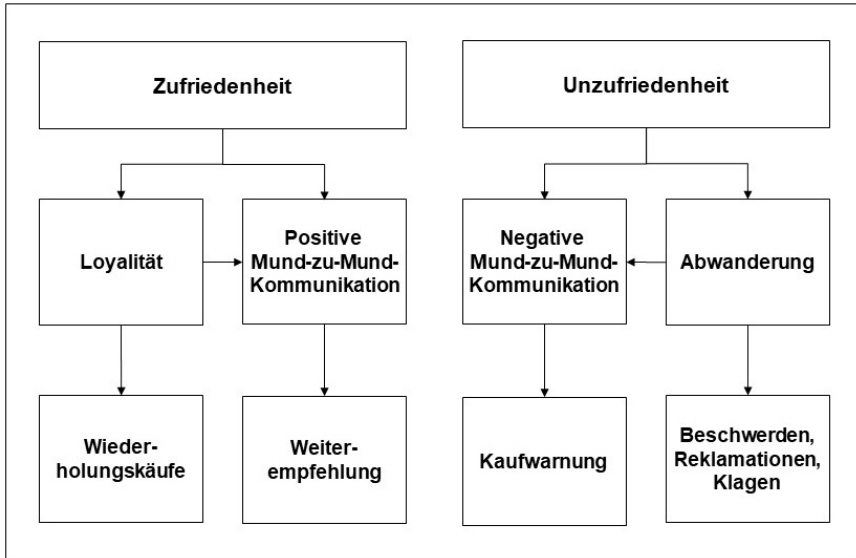 Zufriedenheit
Unzufriedenheit
Loyalität
Positive
Mund-zu-Mund-
Kommunikation
Negative
Mund-zu-Mund-
Kommunikation
Abwanderung
Wieder-
holungskäufe
Weiter-
empfehlung
Kaufwarnung
Beschwerden,
Reklamationen,
Klagen